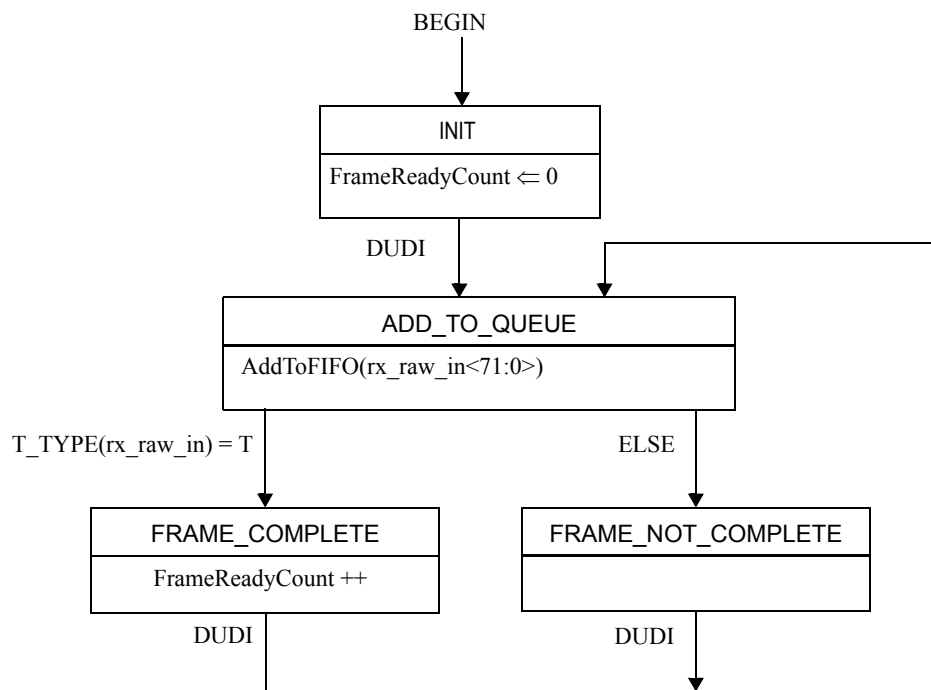 BEGIN
INIT
FrameReadyCount ⇐ 0
DUDI
ADD_TO_QUEUE
AddToFIFO(rx_raw_in<71:0>)
T_TYPE(rx_raw_in) = T
ELSE
FRAME_COMPLETE
FRAME_NOT_COMPLETE
FrameReadyCount ++
DUDI
DUDI